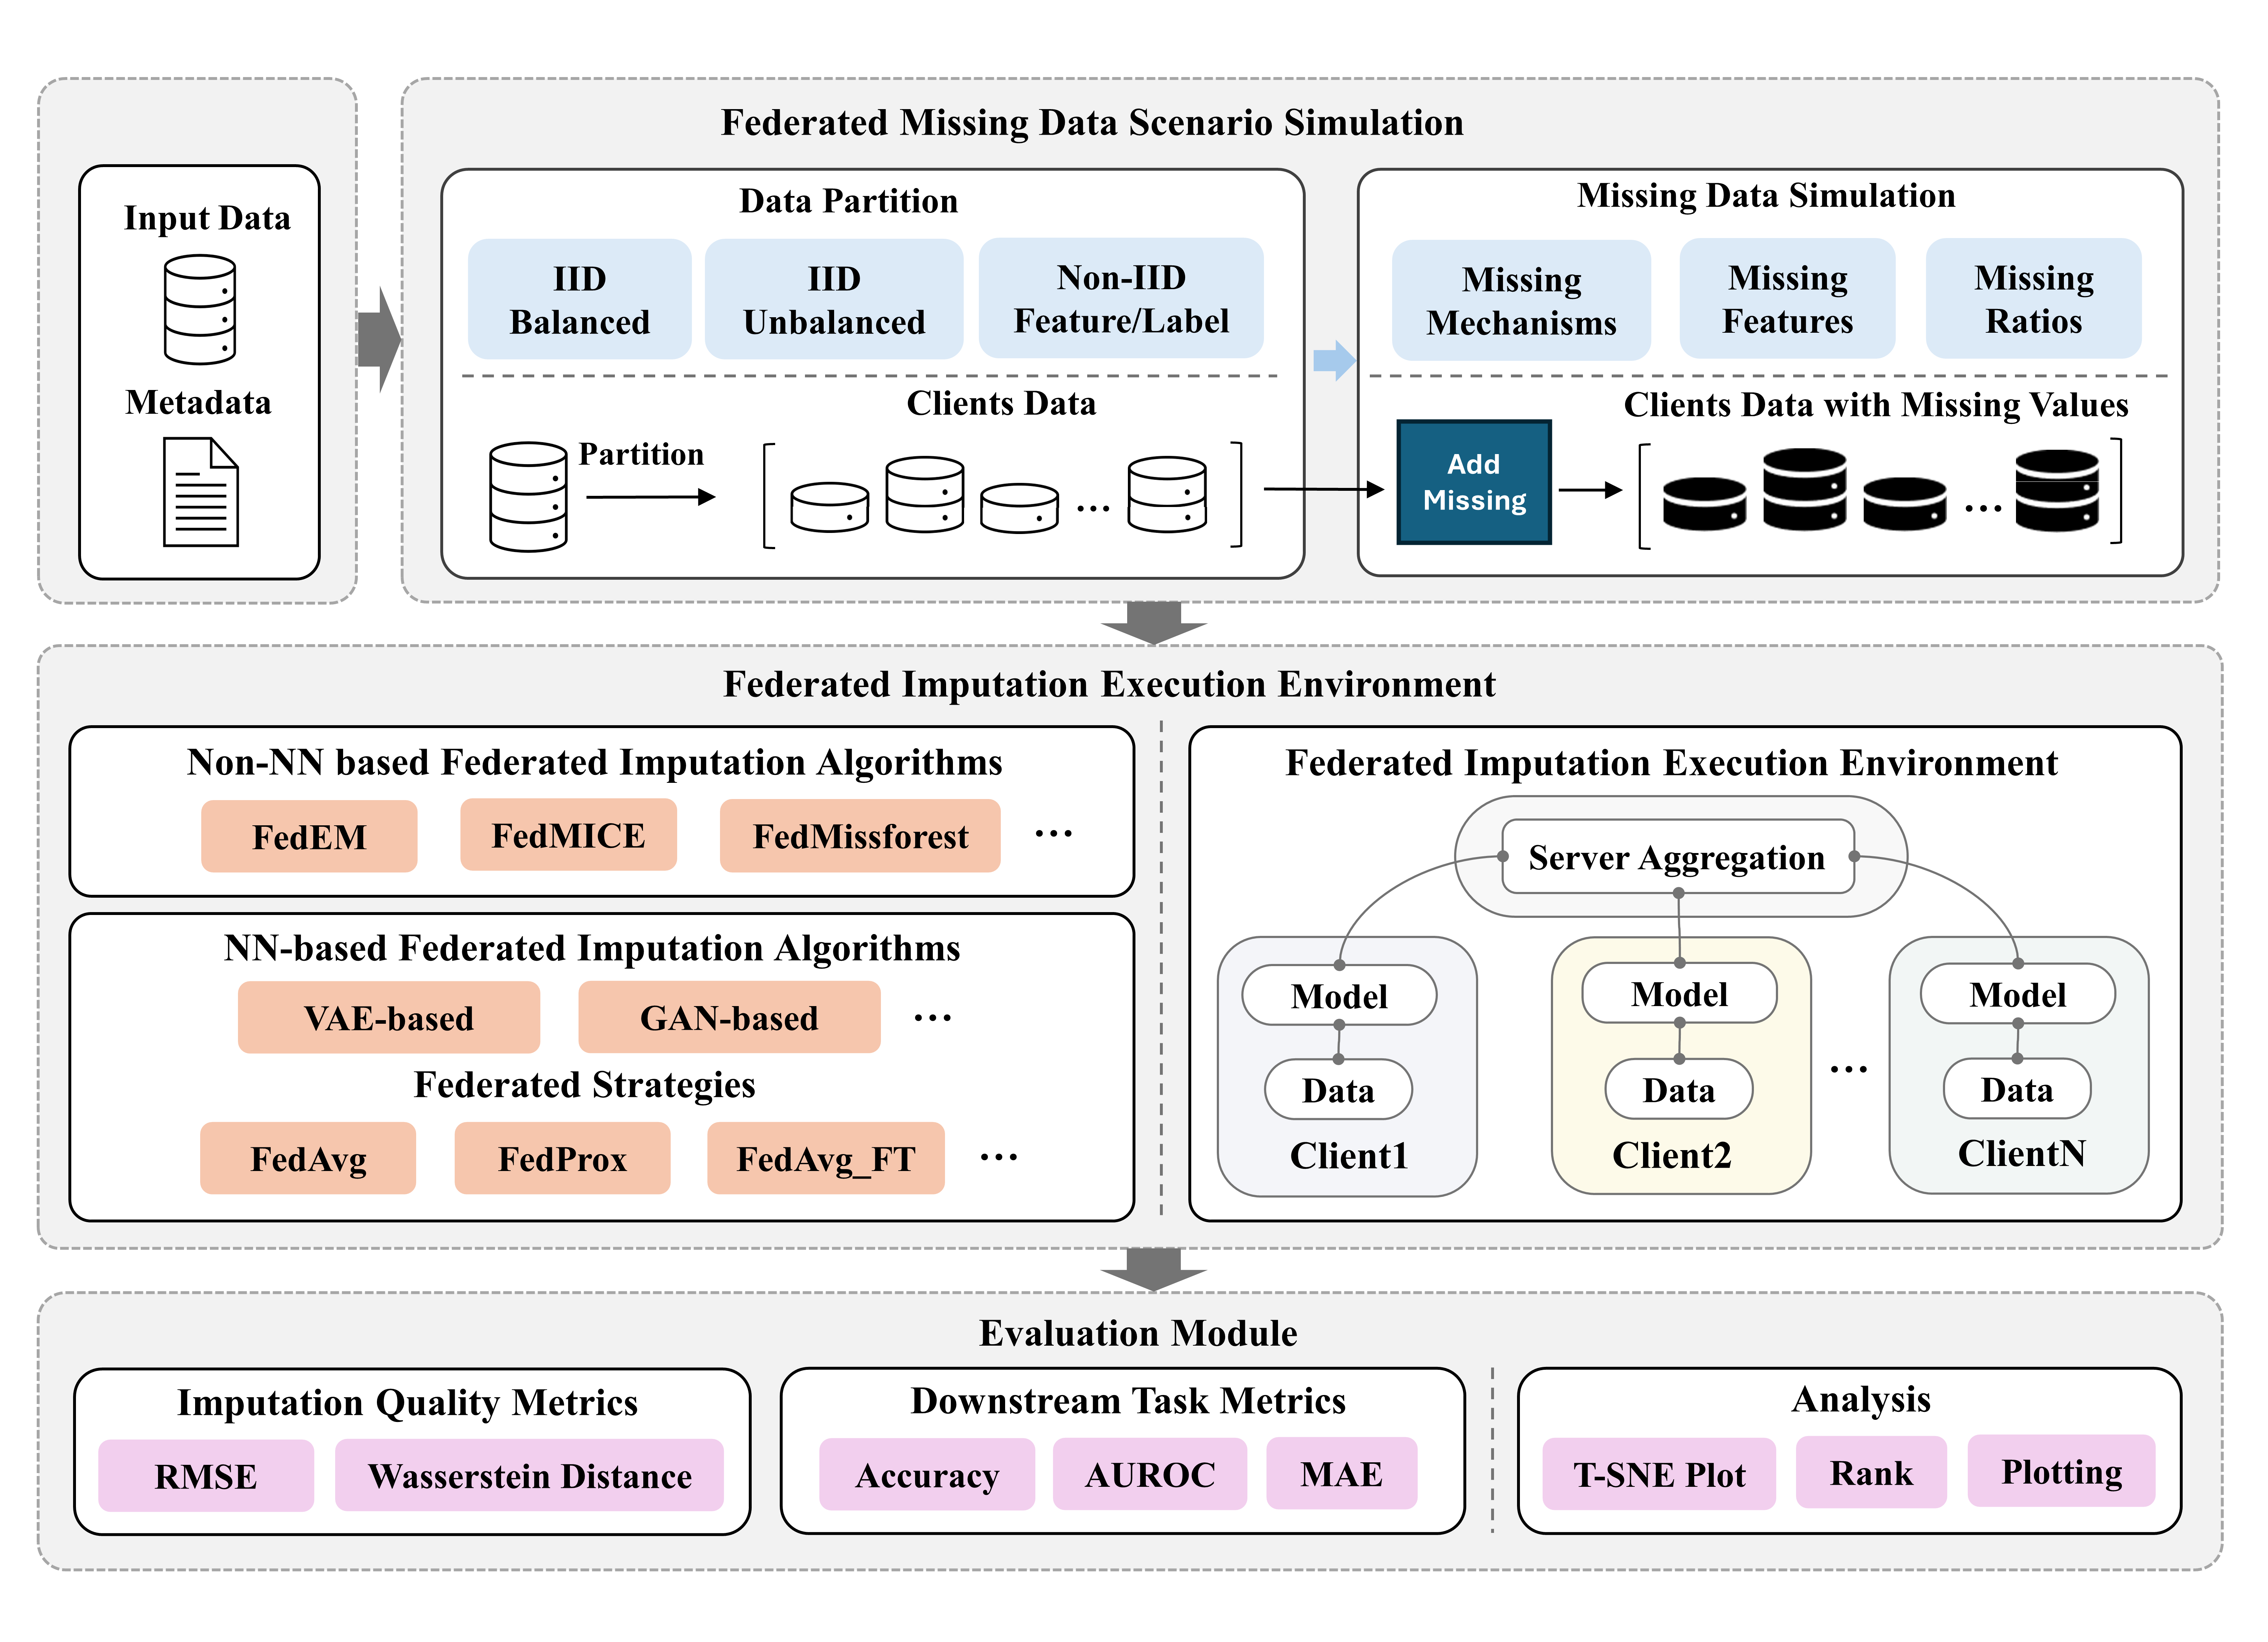 Input Data
Metadata
Federated Missing Data Scenario Simulation
Data Partition
IID
Balanced
IID
Unbalanced
Non-IID
Feature/Label
Clients Data
Partition
...
Missing Data Simulation
Missing
Mechanisms
Missing
Features
Missing
Ratios
Clients Data with Missing Values
Add
Missing
...
Federated Imputation Execution Environment
Non-NN based Federated Imputation Algorithms
FedEM
FedMICE
FedMissforest
...
NN-based Federated Imputation Algorithms
VAE-based
GAN-based
...
Federated Strategies
FedAvg
FedProx
FedAvg_FT
...
Federated Imputation Execution Environment
Server Aggregation
Model
Data
Client1
Model
Data
Client2
...
Model
Data
ClientN
Evaluation Module
Imputation Quality Metrics
RMSE
Wasserstein Distance
Downstream Task Metrics
Accuracy
AUROC
MAE
Analysis
T-SNE Plot
Rank
Plotting